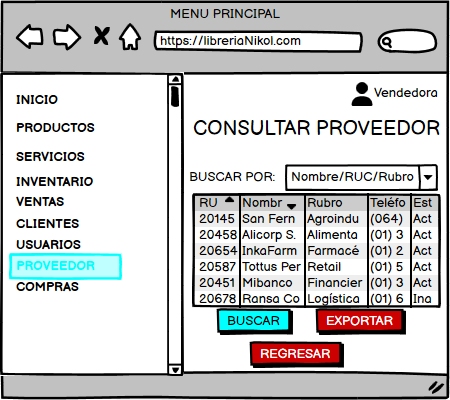 MENU PRINCIPAL
https://libreriaNikol.com
Vendedora
INICIO
PRODUCTOS
SERVICIOS
INVENTARIO
VENTAS
CLIENTES
USUARIOS
PROVEEDOR
COMPRAS
CONSULTAR PROVEEDOR
BUSCAR POR: Nombre/RUC/Rubro
RU Nombr Rubro Teléfo Est
20145 San Fern Agroindu (064) Act
20458 Alicorp S. Alimenta (01) 3 Act
20654 InkaFarm Farmacé (01) 2 Act
20587 Tottus Per Retail (01) 5 Act
20451 Mibanco Financier (01) 3 Act
20678 Ransa Co Logística (01) 6 Ina
BUSCAR EXPORTAR
REGRESAR